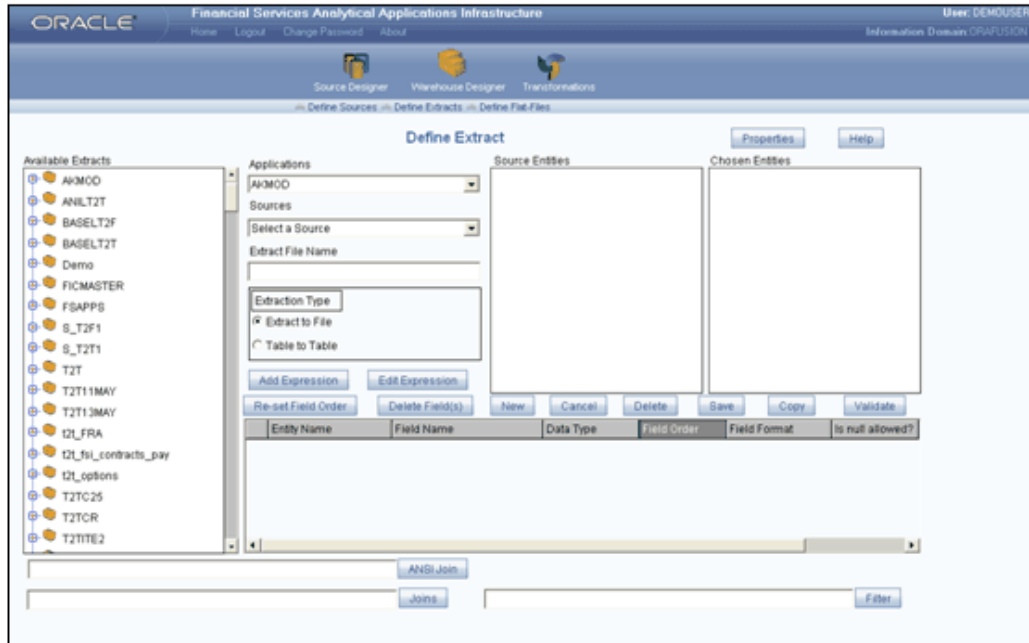 ORACLE
Financial Services Analytical Applications Infrastructure
User: DEMOUSER
Home Logout Change Password About
Information Domain:ORAFUSION
Source Designer Warehouse Designer Transformations
Define Sources Define Extracts Define Flat-Files
Define Extract
Properties Help
Available Extracts
AKMOD
ANILT2T
BASELT2F
BASELT2T
Demo
FICMASTER
FSAPPS
S_T2F1
S_T2T1
T2T
T2T11MAY
T2T13MAY
t2t_FRA
t2t_fsi_contracts_pay
t2t_options
T2TC25
T2TCR
T2TITE2
Applications
AKMOD
Sources
Select a Source
Extract File Name
Extraction Type
Extract to File
Table to Table
Source Entities
Chosen Entities
Add Expression Edit Expression
Re-set Field Order Delete Field(s) New Cancel Delete Save Copy Validate
Entity Name Field Name Data Type Field Order Field Format Is null allowed?
ANSI Join
Joins
Filter